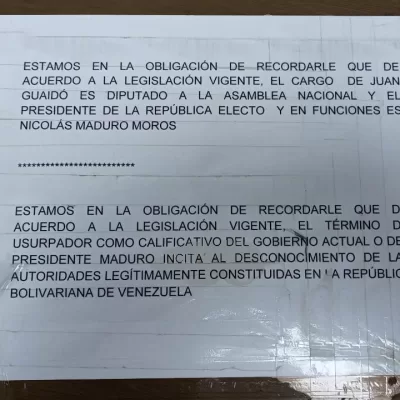 ESTAMOS EN LA OBLIGACIÓN DE RECORDARLE QUE DE
ACUERDO A LA LEGISLACIÓN VIGENTE, EL CARGO DE JUAN
GUAIDÓ ES DIPUTADO A LA ASAMBLEA NACIONAL Y EL
PRESIDENTE DE LA REPÚBLICA ELECTO Y EN FUNCIONES ES
NICOLÁS MADURO MOROS
*************************
ESTAMOS EN LA OBLIGACIÓN DE RECORDARLE QUE D
ACUERDO A LA LEGISLACIÓN VIGENTE, EL TÉRMINO D
USURPADOR COMO CALIFICATIVO DEL GOBIERNO ACTUAL O DE
PRESIDENTE MADURO INCITA AL DESCONOCIMIENTO DE LA
AUTORIDADES LEGÍTIMAMENTE CONSTITUIDAS EN LA REPÚBLIC
BOLIVARIANA DE VENEZUELA